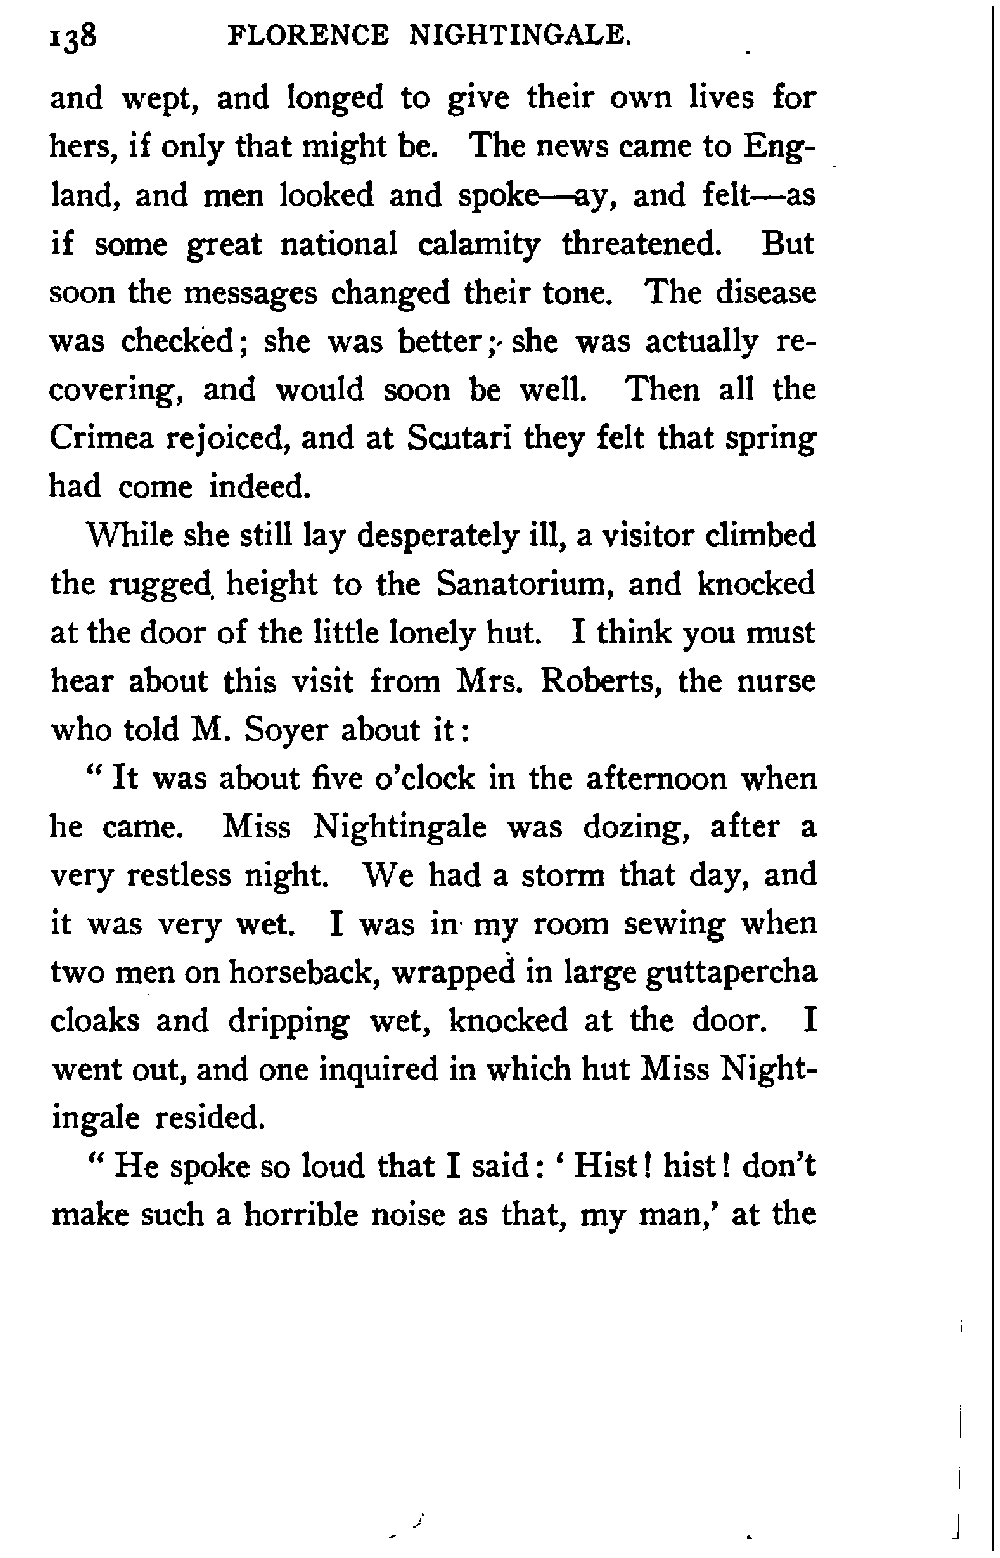 138 FLORENCE NIGHTINGALE.
and wept, and longed to give their own lives for
hers, if only that might be. The news came to Eng-
land, and men looked and spoke—ay, and felt—as
if some great national calamity threatened. But
soon the messages changed their tone. The disease
was checked; she was better; she was actually re-
covering, and would soon be well. Then all the
Crimea rejoiced, and at Scutari they felt that spring
had come indeed.
While she still lay desperately ill, a visitor climbed
the rugged height to the Sanatorium, and knocked
at the door of the little lonely hut. I think you must
hear about this visit from Mrs. Roberts, the nurse
who told M. Soyer about it:
“ It was about five o’clock in the afternoon when
he came. Miss Nightingale was dozing, after a
very restless night. We had a storm that day, and
it was very wet. I was in my room sewing when
two men on horseback, wrapped in large guttapercha
cloaks and dripping wet, knocked at the door. I
went out, and one inquired in which hut Miss Night-
ingale resided.
“ He spoke so loud that I said: ‘ Hist! hist! don’t
make such a horrible noise as that, my man,’ at the